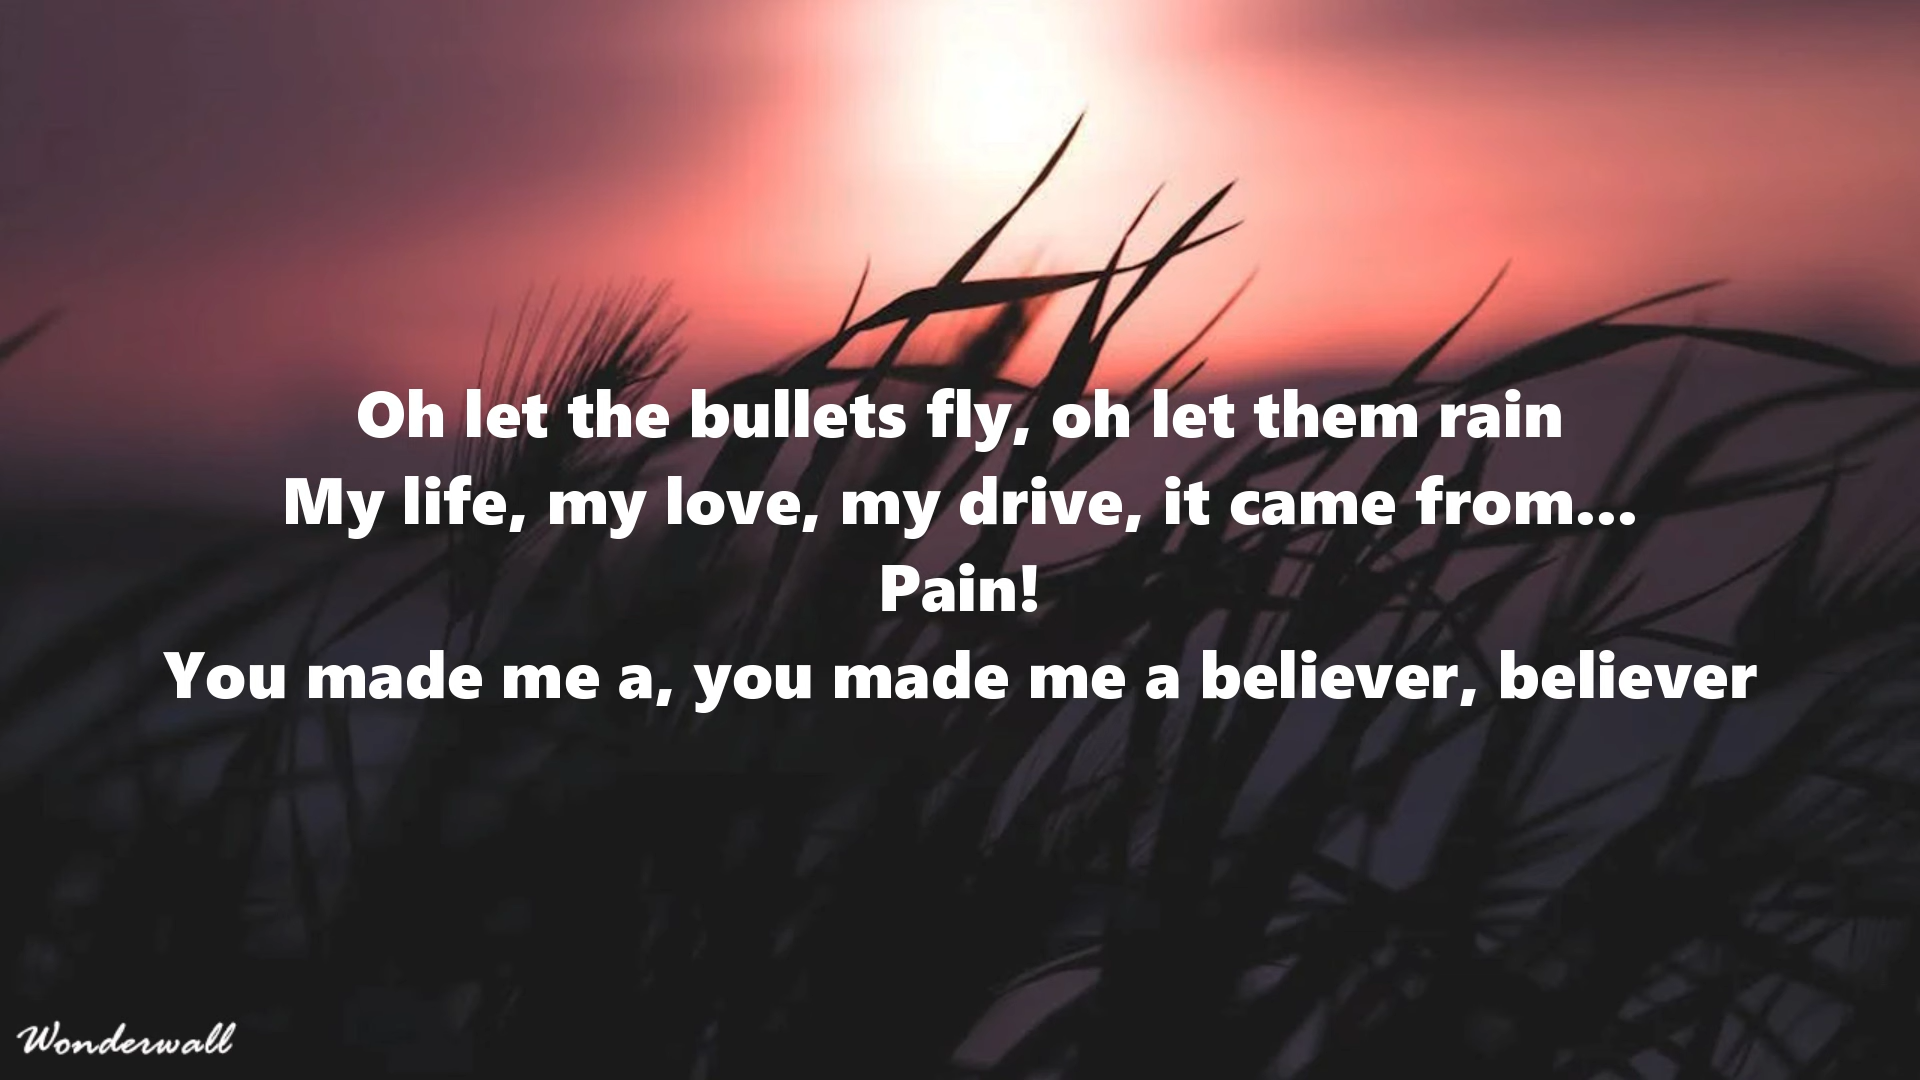 Oh let the bullets fly, oh let them rain
My life, my love, my drive, it came from...
Pain!
You made me a, you made me a believer, believer
Wonderwall